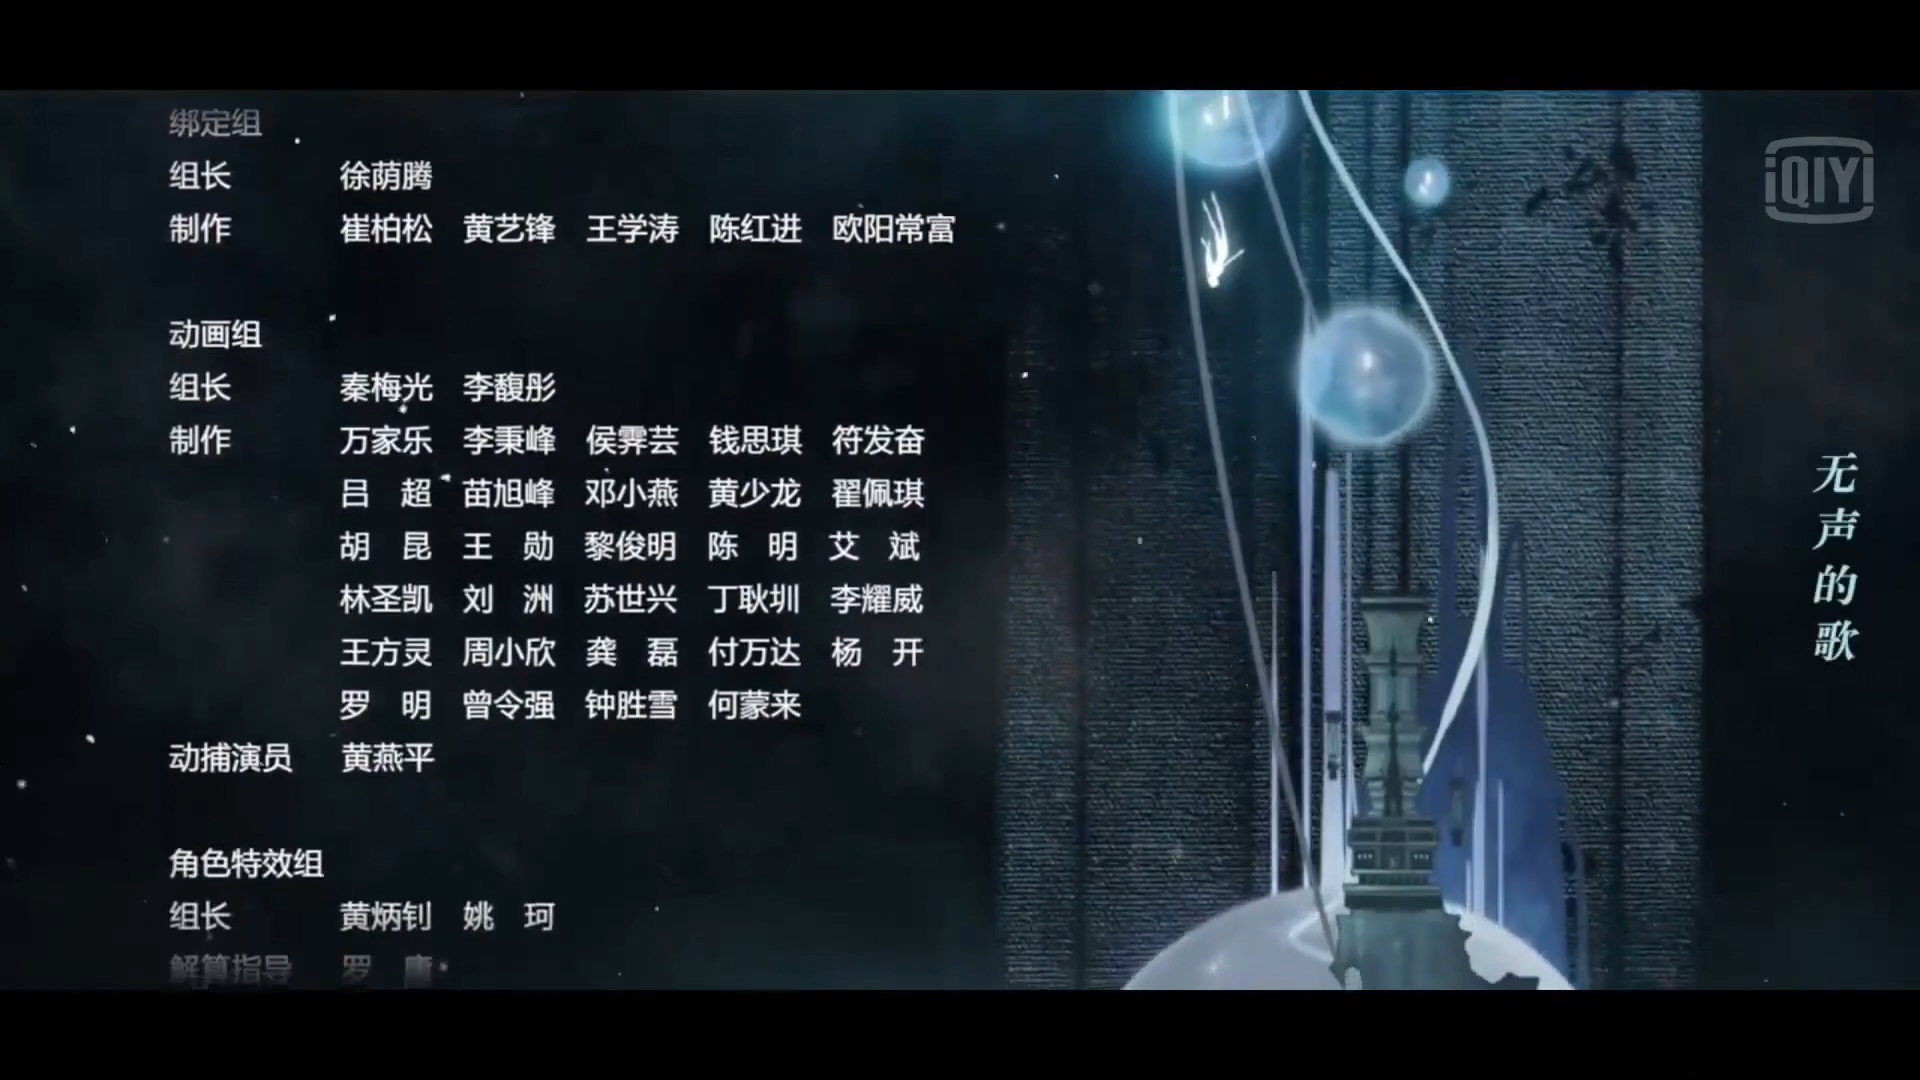 绑定组
组长 徐荫腾
制作 崔柏松 黄艺锋 王学涛 陈红进 欧阳常富
动画组
组长 秦梅光 李馥彤
制作 万家乐 李秉峰 侯霁芸 钱思琪 符发奋
吕 超 苗旭峰 邓小燕 黄少龙 翟佩琪
胡 昆 王 勋 黎俊明 陈 明 艾 斌
林圣凯 刘 洲 苏世兴 丁耿圳 李耀威
王方灵 周小欣 龚 磊 付万达 杨 开
罗 明 曾令强 钟胜雪 何蒙来
动捕演员 黄燕平
角色特效组
组长 黄炳钊 姚 珂
解算指导 罗 庸
iQIYI
无声的歌